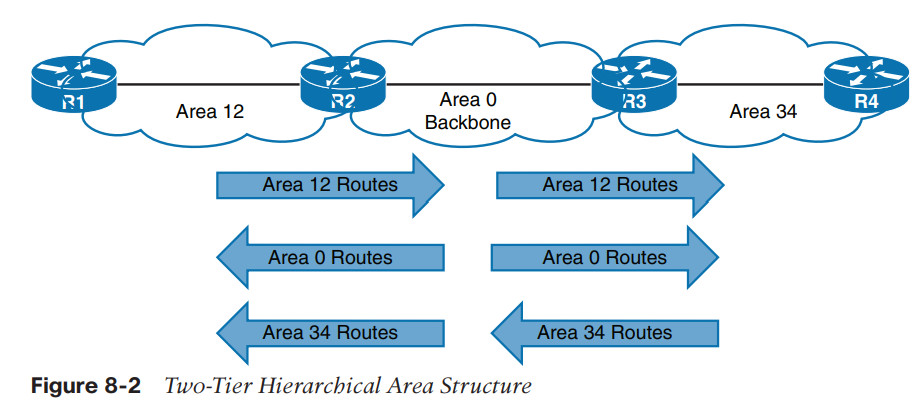 R1
Area 12
R2
Area 0
Backbone
R3
Area 34
R4
Area 12 Routes
Area 12 Routes
Area 0 Routes
Area 0 Routes
Area 34 Routes
Area 34 Routes
Figure 8-2 Two-Tier Hierarchical Area Structure